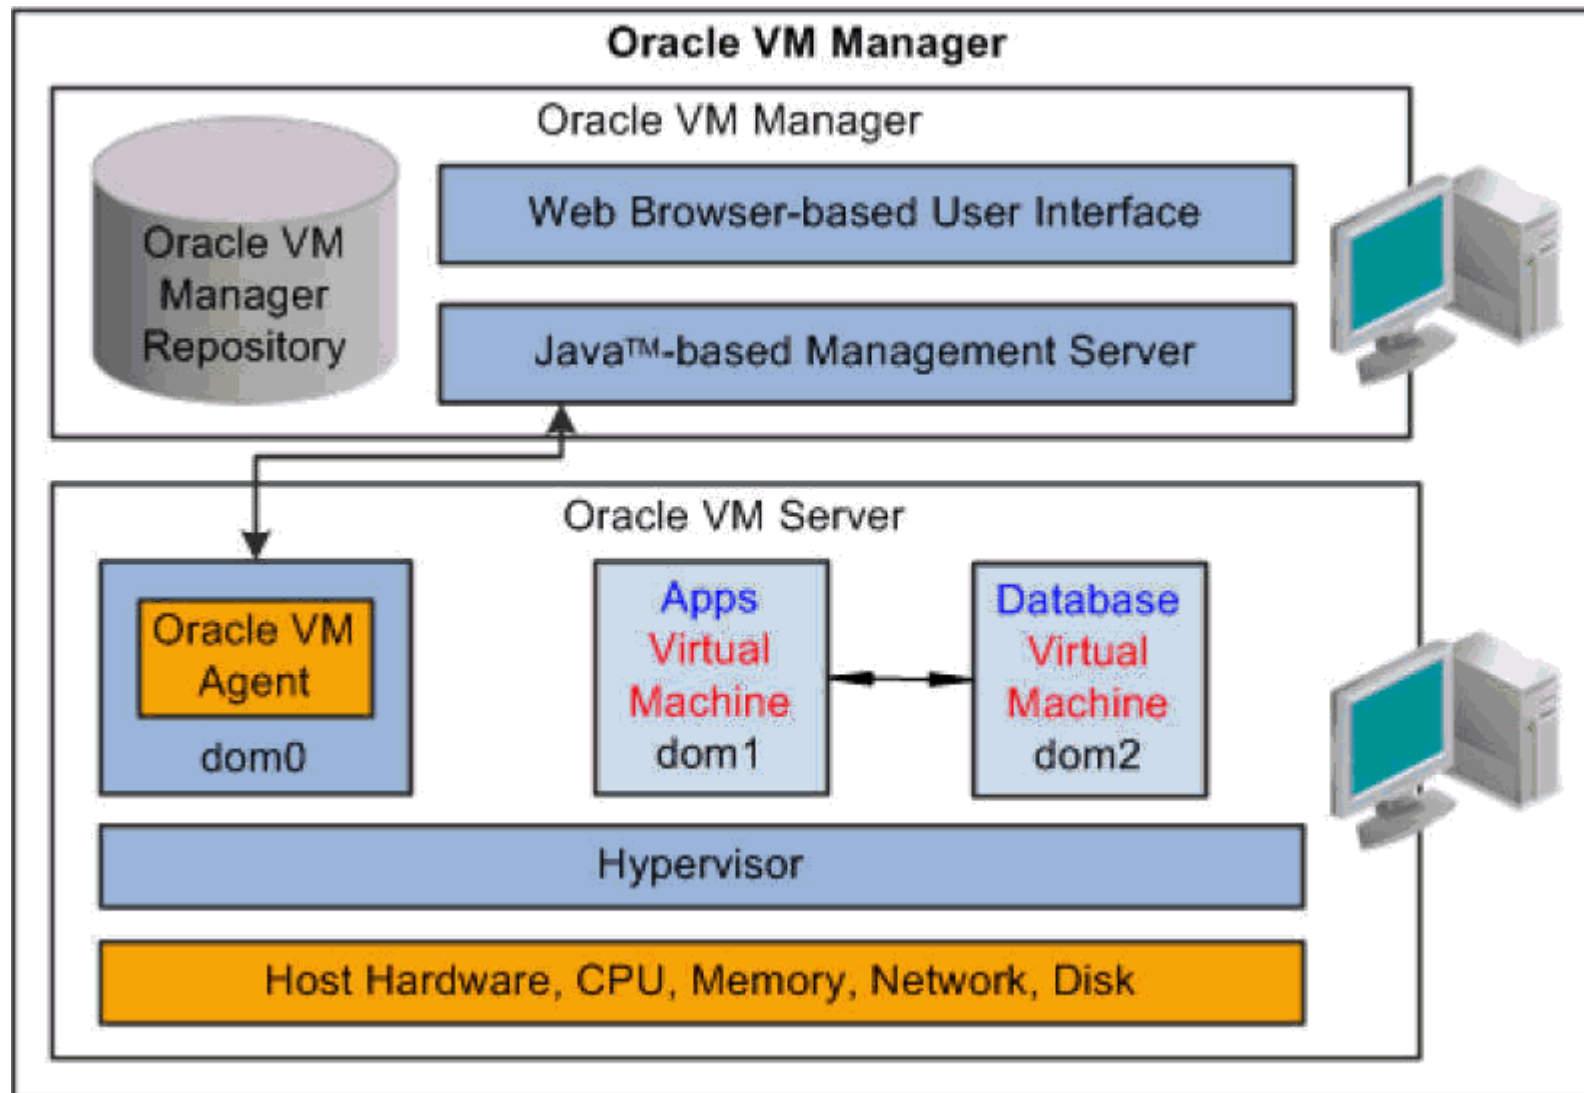 Oracle VM Manager
Oracle VM Manager
Oracle VM
Manager
Repository
Web Browser-based User Interface
Java™-based Management Server
Oracle VM Server
Oracle VM
Agent
dom0
Apps
Virtual
Machine
dom1
Database
Virtual
Machine
dom2
Hypervisor
Host Hardware, CPU, Memory, Network, Disk